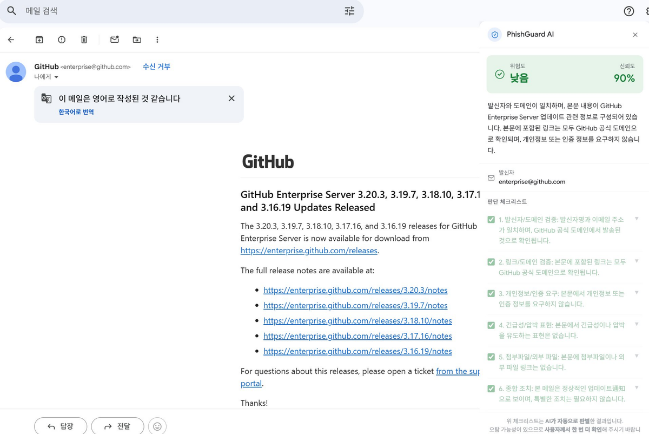 메일 검색
PhishGuard AI
GitHub <enterprise@github.com> 수신 거부
나에게
이 메일은 영어로 작성된 것 같습니다
한국어로 번역
GitHub
GitHub Enterprise Server 3.20.3, 3.19.7, 3.18.10, 3.17.1
and 3.16.19 Updates Released
The 3.20.3, 3.19.7, 3.18.10, 3.17.16, and 3.16.19 releases for GitHub
Enterprise Server is now available for download from
https://enterprise.github.com/releases.
The full release notes are available at:
https://enterprise.github.com/releases/3.20.3/notes
https://enterprise.github.com/releases/3.19.7/notes
https://enterprise.github.com/releases/3.18.10/notes
https://enterprise.github.com/releases/3.17.16/notes
https://enterprise.github.com/releases/3.16.19/notes
For questions about this releases, please open a ticket from the sup
portal.
Thanks!
답장
전달
위험도
낮음
신뢰도
90%
발신자와 도메인이 일치하며, 본문 내용이 GitHub
Enterprise Server 업데이트 관련 정보로 구성되어 있습
니다. 본문에 포함된 링크는 모두 GitHub 공식 도메인으
로 확인되며, 개인정보 또는 인증 정보를 요구하지 않습니
다.
발신자
enterprise@github.com
판단 체크리스트
1. 발신자/도메인 검증: 발신자명과 이메일 주소
가 일치하며, GitHub 공식 도메인에서 발송된
것으로 확인됩니다.
2. 링크/도메인 검증: 본문에 포함된 링크는 모두
GitHub 공식 도메인으로 확인됩니다.
3. 개인정보/인증 요구: 본문에서 개인정보 또는
인증 정보를 요구하지 않습니다.
4. 긴급성/압박 표현: 본문에서 긴급성이나 압박
을 유도하는 표현은 없습니다.
5. 첨부파일/외부 파일: 본문에 첨부파일이나 외
부 파일 링크는 없습니다.
6. 종합 조치: 본 메일은 정상적인 업데이트 通知
으로 보이며, 특별한 조치는 필요하지 않습니다.
위 체크리스트는 AI가 자동으로 판별한 결과입니다.
오탐 가능성이 있으므로 사용자께서 한 번 더 확인해 주시기 바랍니